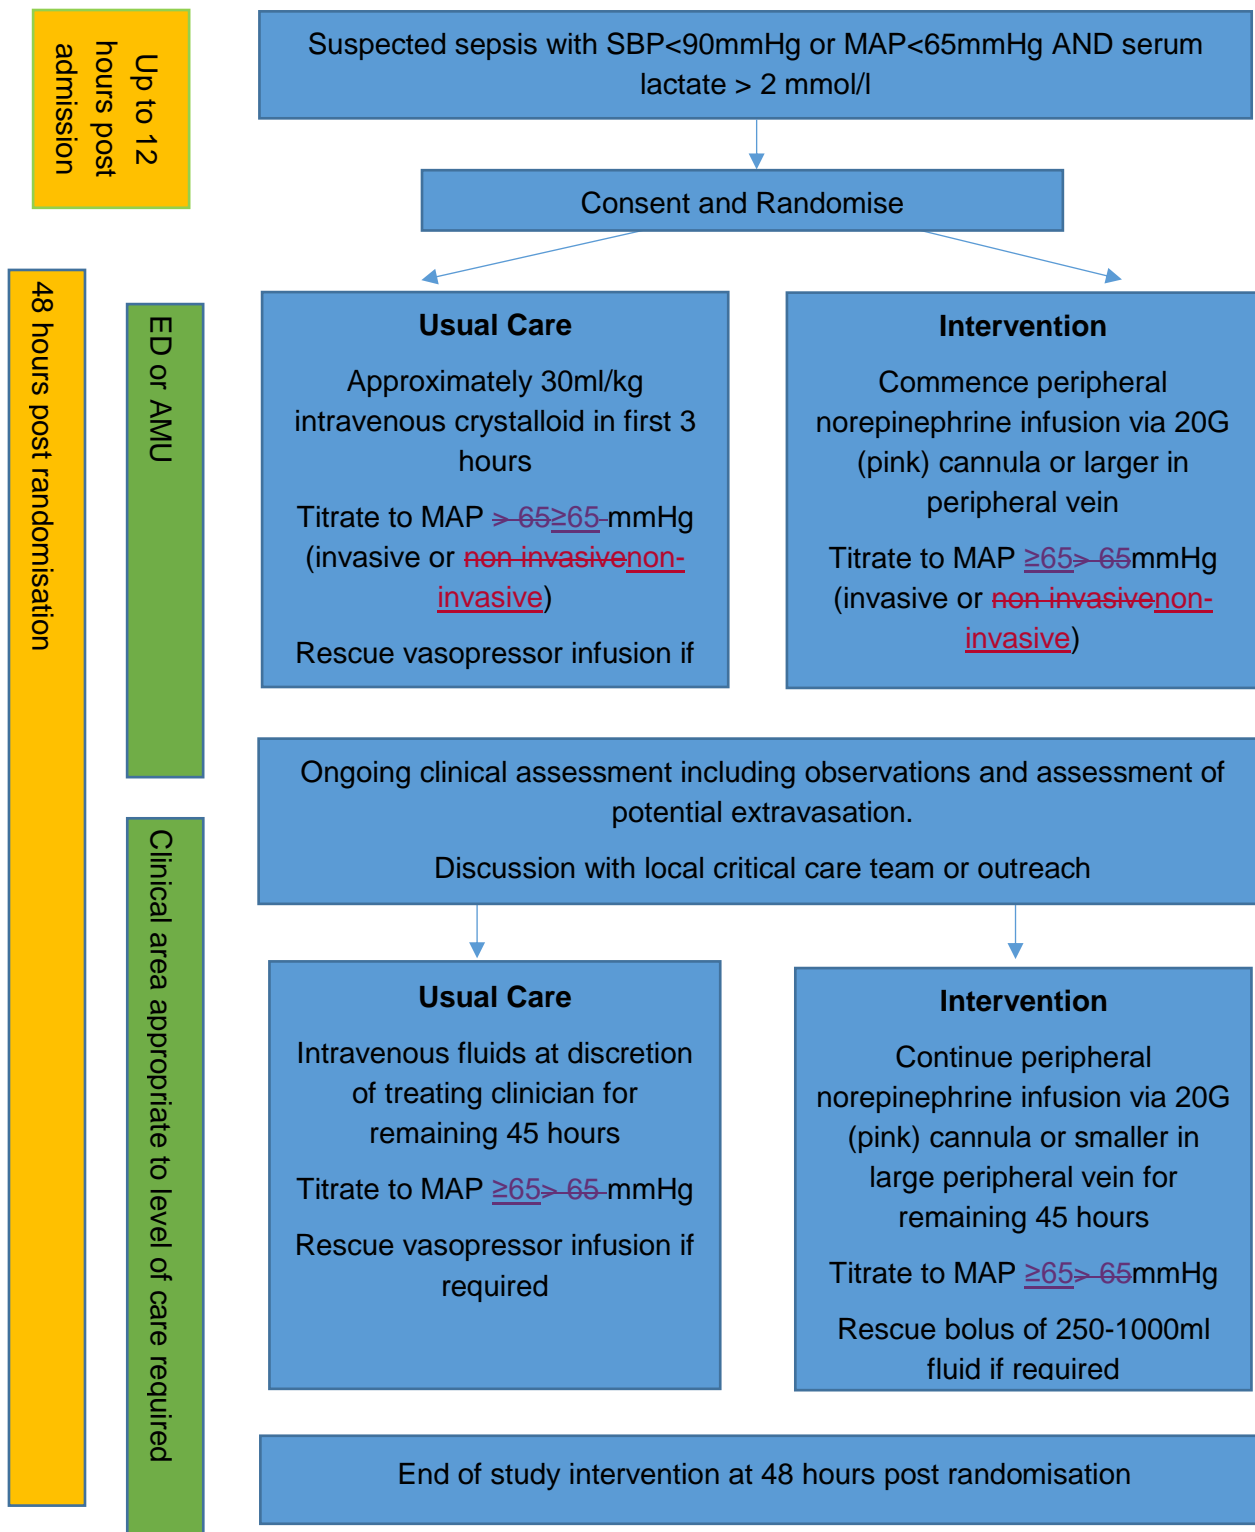 Up to 12
hours post
admission
Suspected sepsis with SBP<90mmHg or MAP<65mmHg AND serum
lactate > 2 mmol/l
Consent and Randomise
48 hours post randomisation
ED or AMU
Usual Care
Approximately 30ml/kg
intravenous crystalloid in first 3
hours
Titrate to MAP > 65≥65 mmHg
(invasive or non invasivenon-
invasive)
Rescue vasopressor infusion if
Intervention
Commence peripheral
norepinephrine infusion via 20G
(pink) cannula or larger in
peripheral vein
Titrate to MAP ≥65> 65mmHg
(invasive or non invasivenon-
invasive)
Ongoing clinical assessment including observations and assessment of
potential extravasation.
Discussion with local critical care team or outreach
Clinical area appropriate to level of care required
Usual Care
Intravenous fluids at discretion
of treating clinician for
remaining 45 hours
Titrate to MAP ≥65> 65 mmHg
Rescue vasopressor infusion if
required
Intervention
Continue peripheral
norepinephrine infusion via 20G
(pink) cannula or smaller in
large peripheral vein for
remaining 45 hours
Titrate to MAP ≥65> 65mmHg
Rescue bolus of 250-1000ml
fluid if required
End of study intervention at 48 hours post randomisation